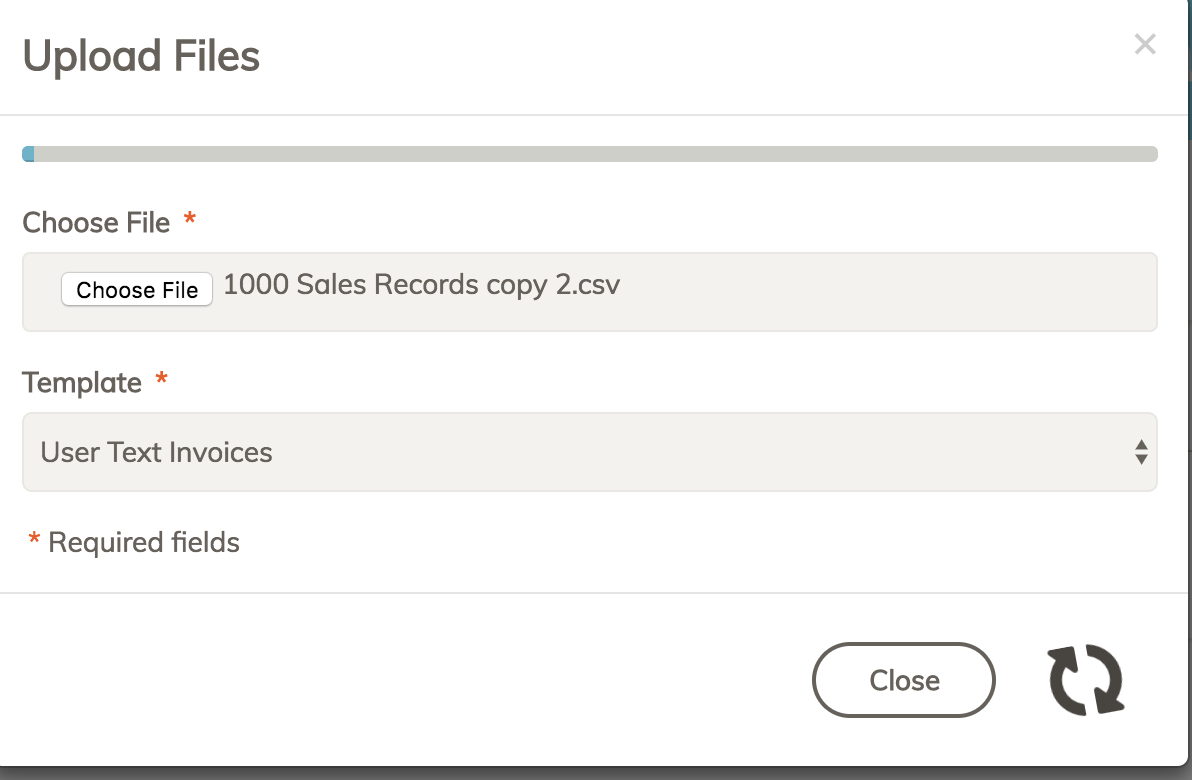 Upload Files
Choose File *
Choose File 1000 Sales Records copy 2.csv
Template *
User Text Invoices
* Required fields
Close